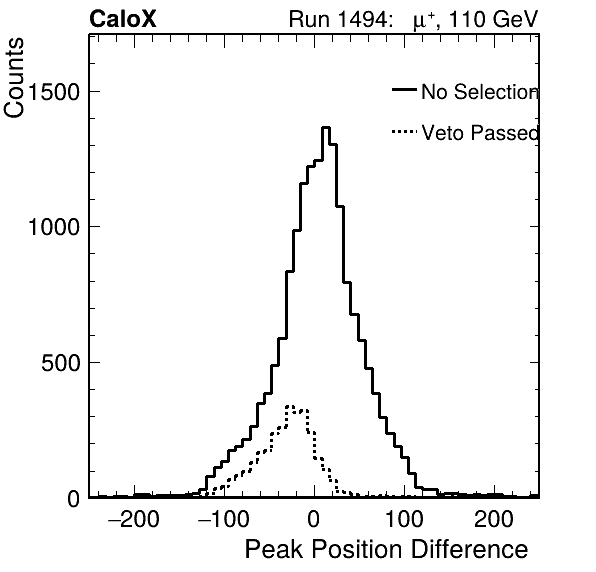 CaloX Run 1494: μ⁺, 110 GeV
Counts
1500
1000
500
0
No Selection
Veto Passed
−200 −100 0 100 200
Peak Position Difference